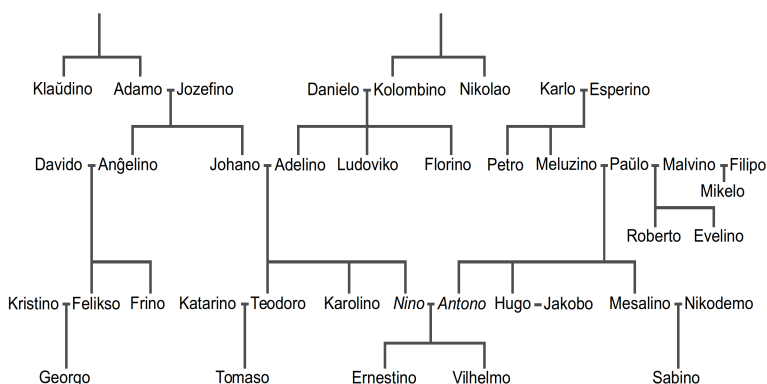 Klaŭdino Adamo Jozefino Danielo Kolombino Nikolao Karlo Esperino
Davido Anĝelino Johano Adelino Ludoviko Florino Petro Meluzino Paŭlo Malvino Filipo
Mikelo
Roberto Evelino
Kristino Felikso Frino Katarino Teodoro Karolino Nino Antono Hugo Jakobo Mesalino Nikodemo
Georgo Tomaso Ernestino Vilhelmo Sabino